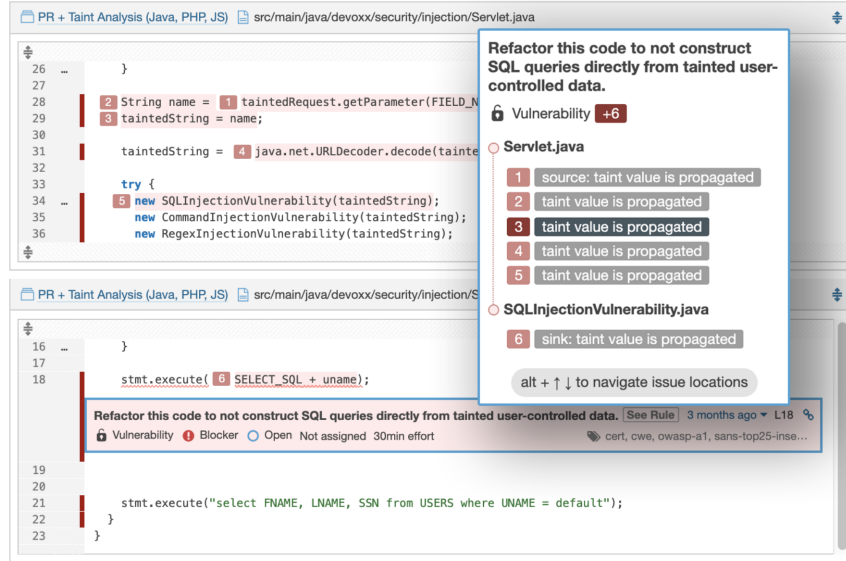 PR + Taint Analysis (Java, PHP, JS) src/main/java/devoxx/security/injection/Servlet.java
26 … }
27
28 2 String name = 1 taintedRequest.getParameter(FIELD_N
29 3 taintedString = name;
30
31 taintedString = 4 java.net.URLDecoder.decode(tainte
32
33 try {
34 … 5 new SQLInjectionVulnerability(taintedString);
35 new CommandInjectionVulnerability(taintedString);
36 new RegexInjectionVulnerability(taintedString);
Refactor this code to not construct
SQL queries directly from tainted user-
controlled data.
Vulnerability +6
Servlet.java
1 source: taint value is propagated
2 taint value is propagated
3 taint value is propagated
4 taint value is propagated
5 taint value is propagated
SQLInjectionVulnerability.java
6 sink: taint value is propagated
alt + ↑ ↓ to navigate issue locations
PR + Taint Analysis (Java, PHP, JS) src/main/java/devoxx/security/injection/S
16 … }
17
18 stmt.execute( 6 SELECT_SQL + uname);
Refactor this code to not construct SQL queries directly from tainted user-controlled data. See Rule 3 months ago L18
Vulnerability Blocker Open Not assigned 30min effort cert, cwe, owasp-a1, sans-top25-inse...
19
20
21 stmt.execute("select FNAME, LNAME, SSN from USERS where UNAME = default");
22 }
23 }